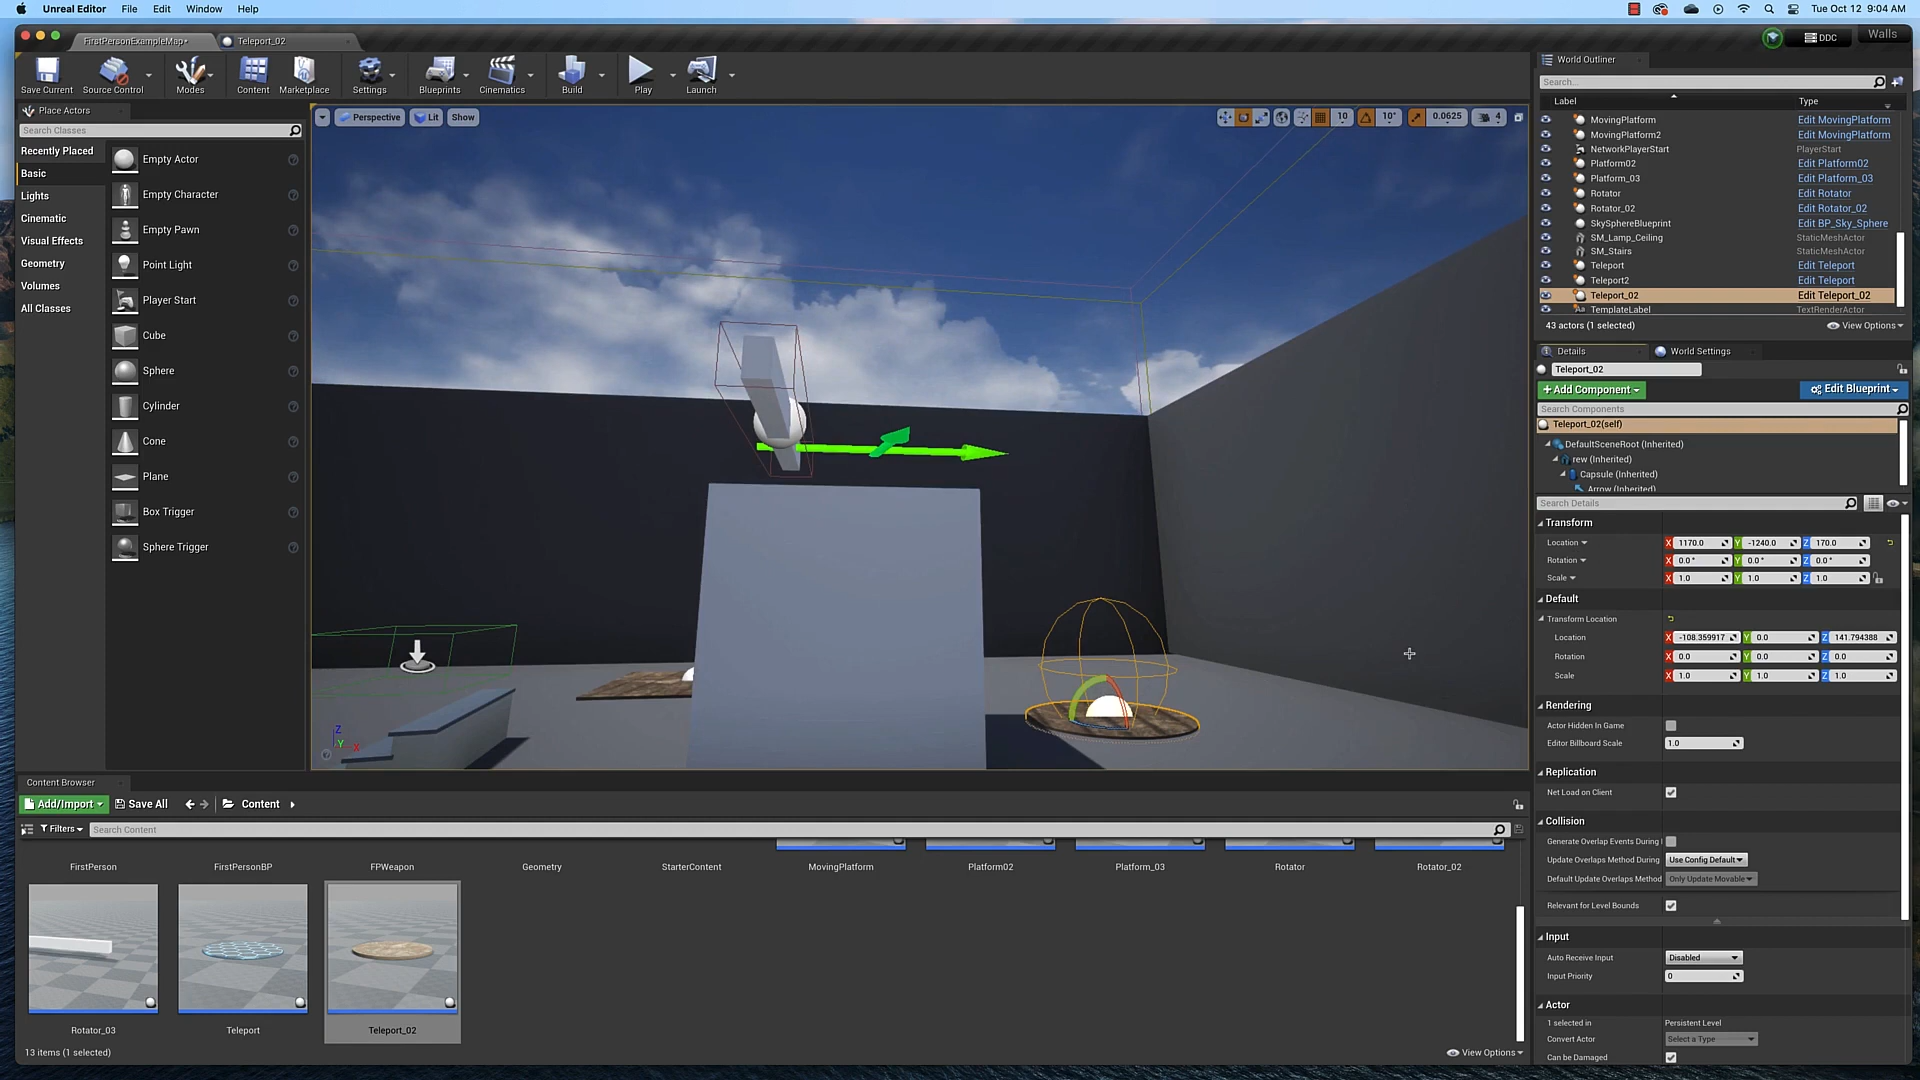 Unreal Editor File Edit Window Help Tue Oct 12 9:04 AM
FirstPersonExampleMap* Teleport_02 DDC Walls
Save Current Source Control Modes Content Marketplace Settings Blueprints Cinematics Build Play Launch
Place Actors
Search Classes
Recently Placed
Basic
Lights
Cinematic
Visual Effects
Geometry
Volumes
All Classes
Empty Actor
Empty Character
Empty Pawn
Point Light
Player Start
Cube
Sphere
Cylinder
Cone
Plane
Box Trigger
Sphere Trigger
Perspective Lit Show 10 10° 0.0625 4
Z
Y X
World Outliner
Search...
Label Type
MovingPlatform Edit MovingPlatform
MovingPlatform2 Edit MovingPlatform
NetworkPlayerStart PlayerStart
Platform02 Edit Platform02
Platform_03 Edit Platform_03
Rotator Edit Rotator
Rotator_02 Edit Rotator_02
SkySphereBlueprint Edit BP_Sky_Sphere
SM_Lamp_Ceiling StaticMeshActor
SM_Stairs StaticMeshActor
Teleport Edit Teleport
Teleport2 Edit Teleport
Teleport_02 Edit Teleport_02
TemplateLabel TextRenderActor
43 actors (1 selected) View Options
Details World Settings
Teleport_02
+Add Component Edit Blueprint
Search Components
Teleport_02(self)
DefaultSceneRoot (Inherited)
rew (Inherited)
Capsule (Inherited)
Arrow (Inherited)
Search Details
Transform
Location X 1170.0 Y -1240.0 Z 170.0
Rotation X 0.0° Y 0.0° Z 0.0°
Scale X 1.0 Y 1.0 Z 1.0
Default
Transform Location
Location X -108.359917 Y 0.0 Z 141.794388
Rotation X 0.0 Y 0.0 Z 0.0
Scale X 1.0 Y 1.0 Z 1.0
Rendering
Actor Hidden In Game
Editor Billboard Scale 1.0
Replication
Net Load on Client
Collision
Generate Overlap Events During
Update Overlaps Method During Use Config Default
Default Update Overlaps Method Only Update Movable
Relevant for Level Bounds
Input
Auto Receive Input Disabled
Input Priority 0
Actor
1 selected in Persistent Level
Convert Actor Select a Type
Can be Damaged
Content Browser
Add/Import Save All Content
Filters Search Content
FirstPerson FirstPersonBP FPWeapon Geometry StarterContent MovingPlatform Platform02 Platform_03 Rotator Rotator_02
Rotator_03 Teleport Teleport_02
13 items (1 selected) View Options